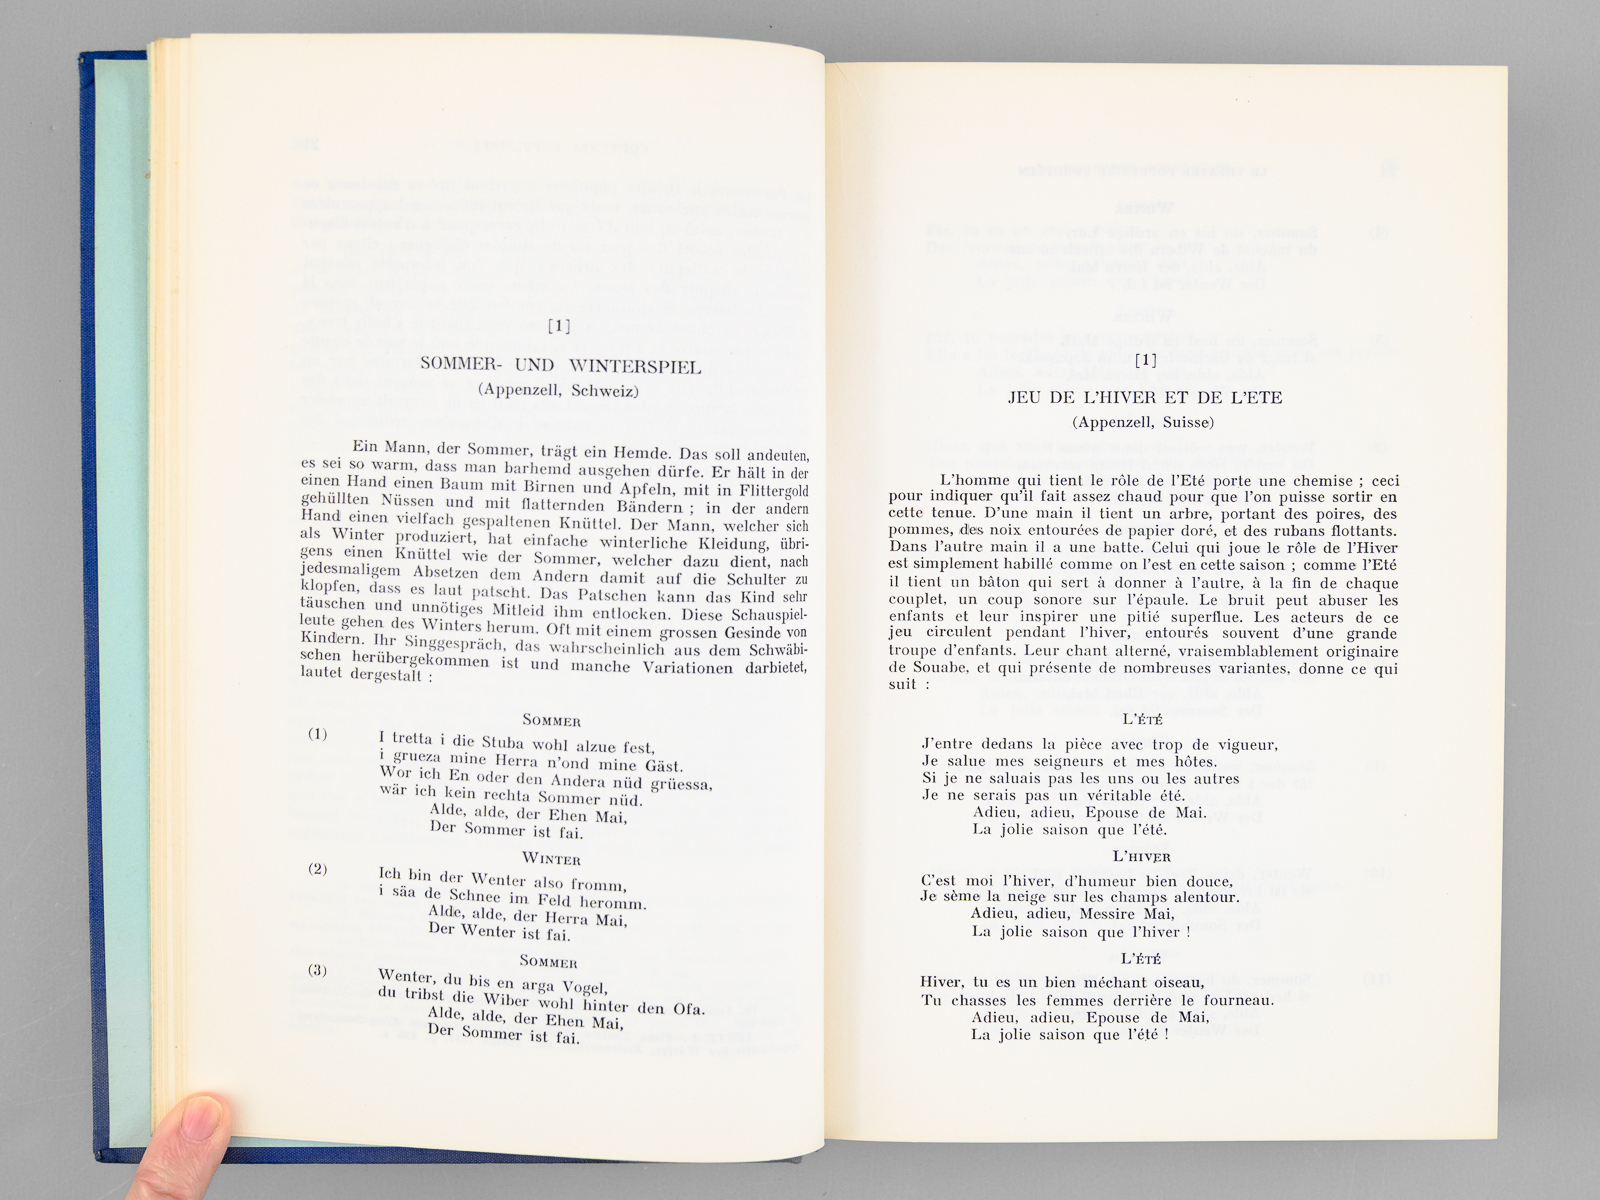 [1]
SOMMER- UND WINTERSPIEL
(Appenzell, Schweiz)
Ein Mann, der Sommer, trägt ein Hemde. Das soll andeuten,
es sei so warm, dass man barhemd ausgehen dürfe. Er hält in der
einen Hand einen Baum mit Birnen und Apfeln, mit in Flittergold
gehüllten Nüssen und mit flatternden Bändern ; in der andern
Hand einen vielfach gespaltenen Knüttel. Der Mann, welcher sich
als Winter produziert, hat einfache winterliche Kleidung, übri-
gens einen Knüttel wie der Sommer, welcher dazu dient, nach
jedesmaligem Absetzen dem Andern damit auf die Schulter zu
klopfen, dass es laut patscht. Das Patschen kann das Kind sehr
täuschen und unnötiges Mitleid ihm entlocken. Diese Schauspiel-
leute gehen des Winters herum. Oft mit einem grossen Gesinde von
Kindern. Ihr Singgespräch, das wahrscheinlich aus dem Schwäbi-
schen herübergekommen ist und manche Variationen darbietet,
lautet dergestalt :
SOMMER
(1) I tretta i die Stuba wohl alzue fest,
i grueza mine Herra n'ond mine Gäst.
Wor ich En oder den Andera nüd grüessa,
wär ich kein rechta Sommer nüd.
Alde, alde, der Ehen Mai,
Der Sommer ist fai.
WINTER
(2) Ich bin der Wenter also fromm,
i säa de Schnee im Feld heromm.
Alde, alde, der Herra Mai,
Der Wenter ist fai.
SOMMER
(3) Wenter, du bis en arga Vogel,
du tribst die Wiber wohl hinter den Ofa.
Alde, alde, der Ehen Mai,
Der Sommer ist fai.
[1]
JEU DE L'HIVER ET DE L'ETE
(Appenzell, Suisse)
L'homme qui tient le rôle de l'Eté porte une chemise ; ceci
pour indiquer qu'il fait assez chaud pour que l'on puisse sortir en
cette tenue. D'une main il tient un arbre, portant des poires, des
pommes, des noix entourées de papier doré, et des rubans flottants.
Dans l'autre main il a une batte. Celui qui joue le rôle de l'Hiver
est simplement habillé comme on l'est en cette saison ; comme l'Eté
il tient un bâton qui sert à donner à l'autre, à la fin de chaque
couplet, un coup sonore sur l'épaule. Le bruit peut abuser les
enfants et leur inspirer une pitié superflue. Les acteurs de ce
jeu circulent pendant l'hiver, entourés souvent d'une grande
troupe d'enfants. Leur chant alterné, vraisemblablement originaire
de Souabe, et qui présente de nombreuses variantes, donne ce qui
suit :
L'ÉTÉ
J'entre dedans la pièce avec trop de vigueur,
Je salue mes seigneurs et mes hôtes.
Si je ne saluais pas les uns ou les autres
Je ne serais pas un véritable été.
Adieu, adieu, Epouse de Mai.
La jolie saison que l'été.
L'HIVER
C'est moi l'hiver, d'humeur bien douce,
Je sème la neige sur les champs alentour.
Adieu, adieu, Messire Mai,
La jolie saison que l'hiver !
L'ÉTÉ
Hiver, tu es un bien méchant oiseau,
Tu chasses les femmes derrière le fourneau.
Adieu, adieu, Epouse de Mai,
La jolie saison que l'été !